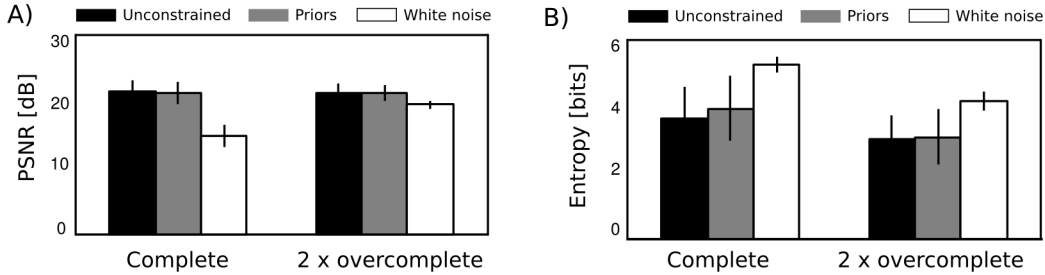 A)
Unconstrained Priors White noise
PSNR [dB]
30
20
10
0
Complete 2 x overcomplete
B)
Unconstrained Priors White noise
Entropy [bits]
6
4
2
0
Complete 2 x overcomplete